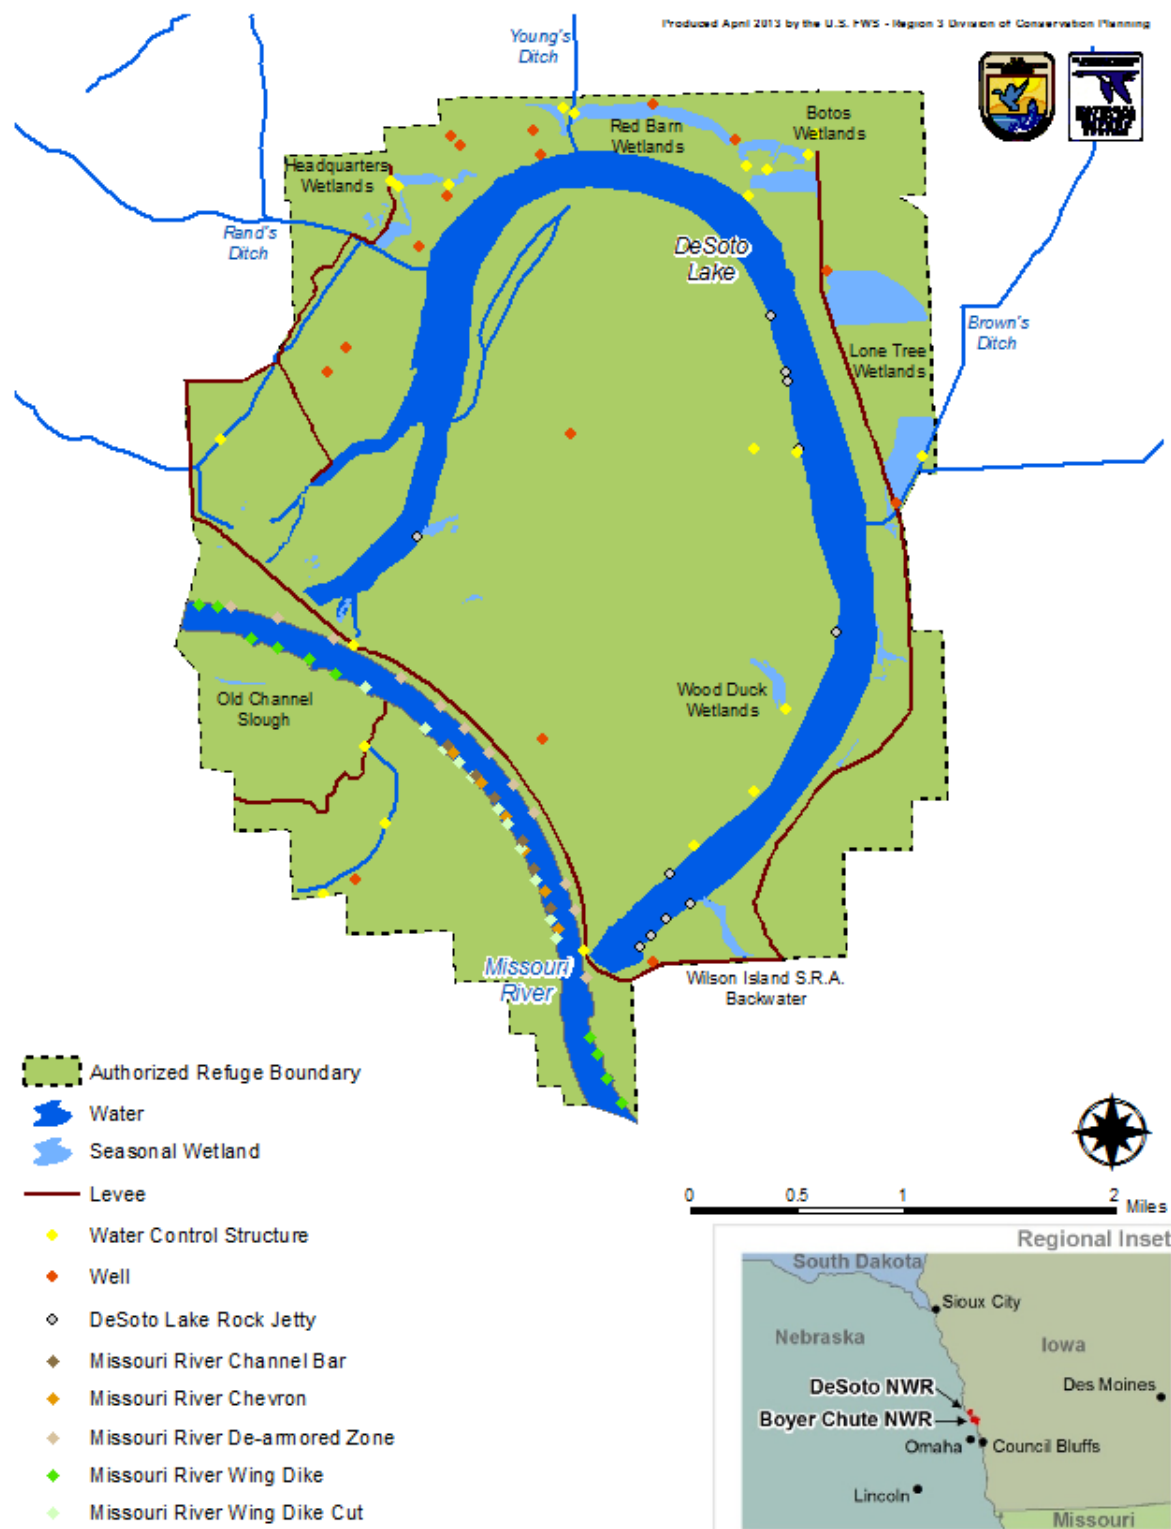 Produced April 2013 by the U.S. FWS - Region 3 Division of Conservation Planning
Young's
Ditch
Botos
Wetlands
Red Barn
Wetlands
Headquarters
Wetlands
Rand's
Ditch
DeSoto
Lake
Brown's
Ditch
Lone Tree
Wetlands
Wood Duck
Wetlands
Old Channel
Slough
Missouri
River
Wilson Island S.R.A.
Backwater
Authorized Refuge Boundary
Water
Seasonal Wetland
Levee
Water Control Structure
Well
DeSoto Lake Rock Jetty
Missouri River Channel Bar
Missouri River Chevron
Missouri River De-armored Zone
Missouri River Wing Dike
Missouri River Wing Dike Cut
0 0.5 1 2
Miles
Regional Inset
South Dakota
Sioux City
Nebraska
Iowa
DeSoto NWR
Des Moines
Boyer Chute NWR
Omaha
Council Bluffs
Lincoln
Missouri